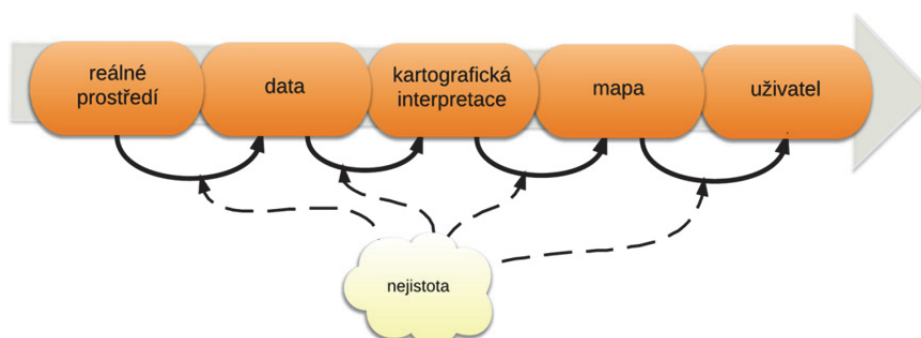 reálné
prostředí
data
kartografická
interpretace
mapa
uživatel
nejistota